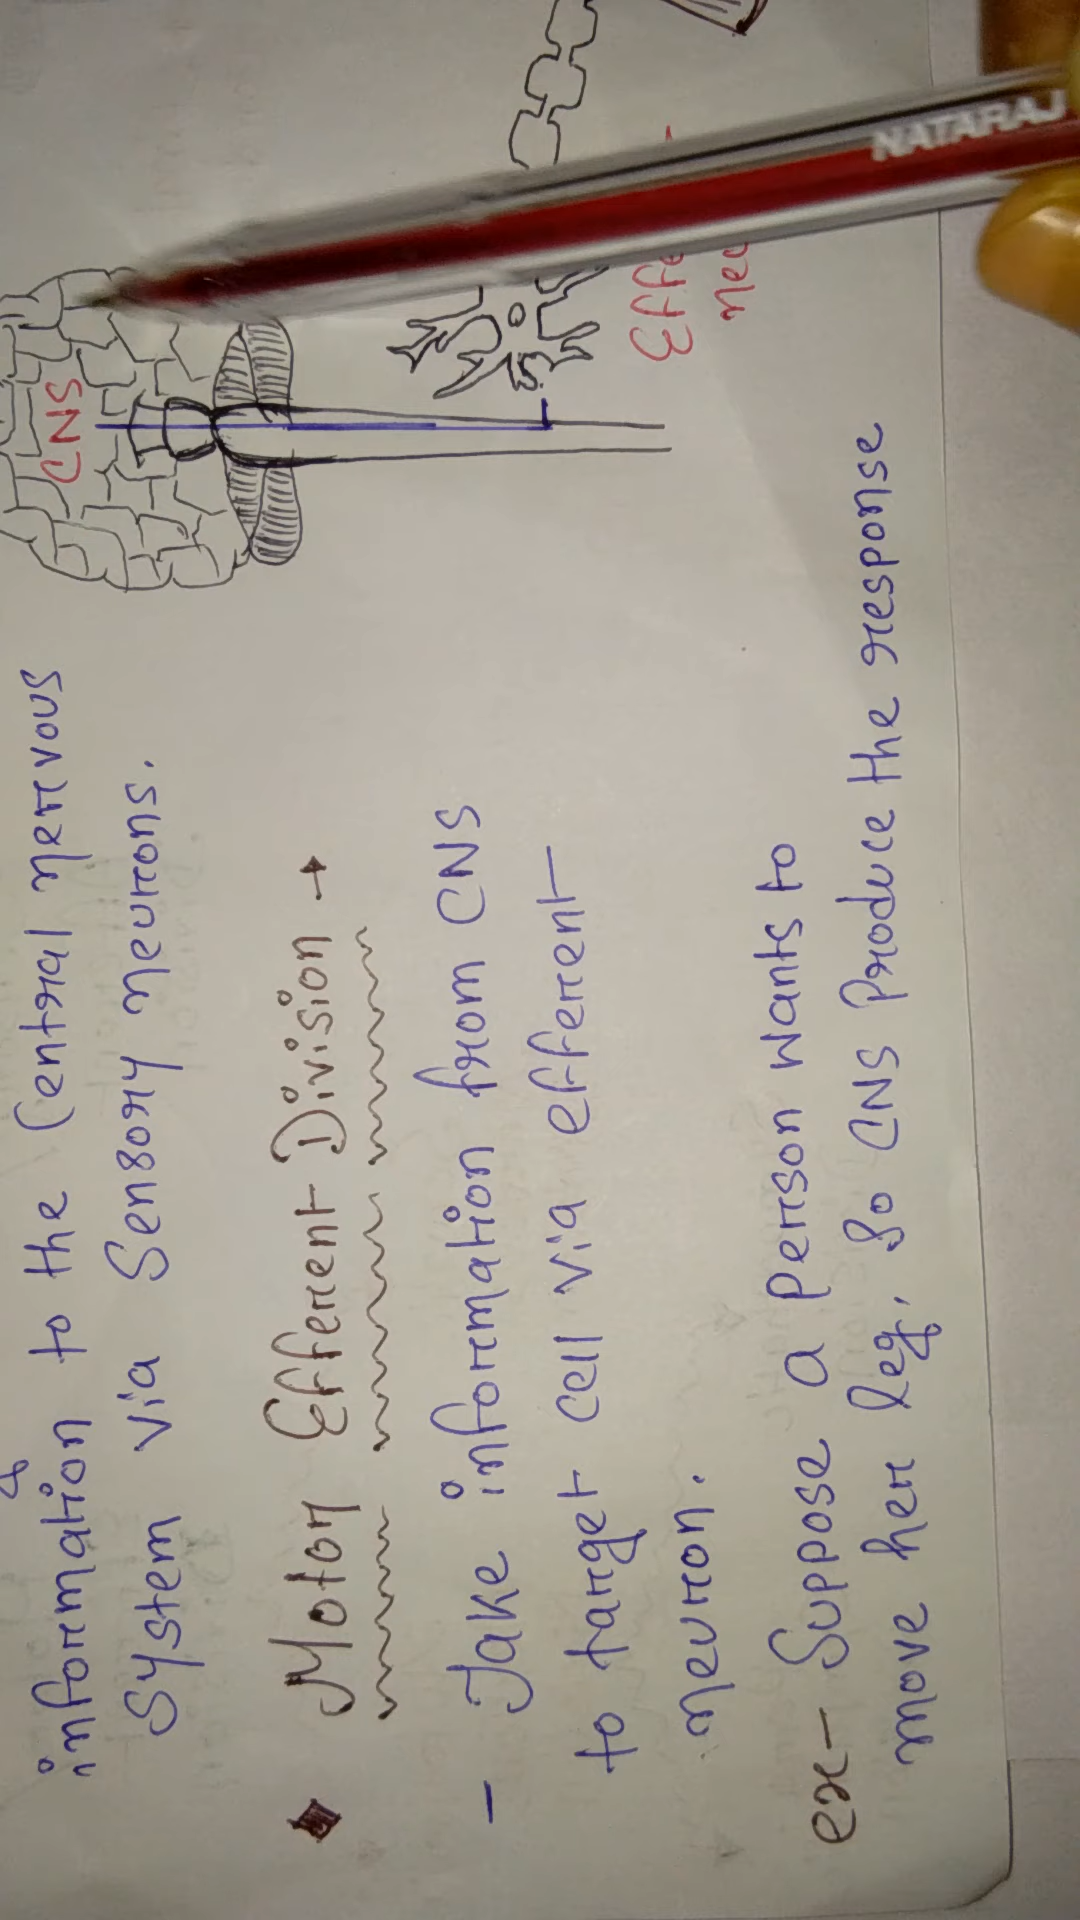 information to the Central nervous
System via Sensory neurons.
Motor Efferent Division →
- Take information from CNS
to target cell via efferent
neuron.
ex- Suppose a person wants to
move her leg, So CNS Produce the response
CNS
NATARAJ